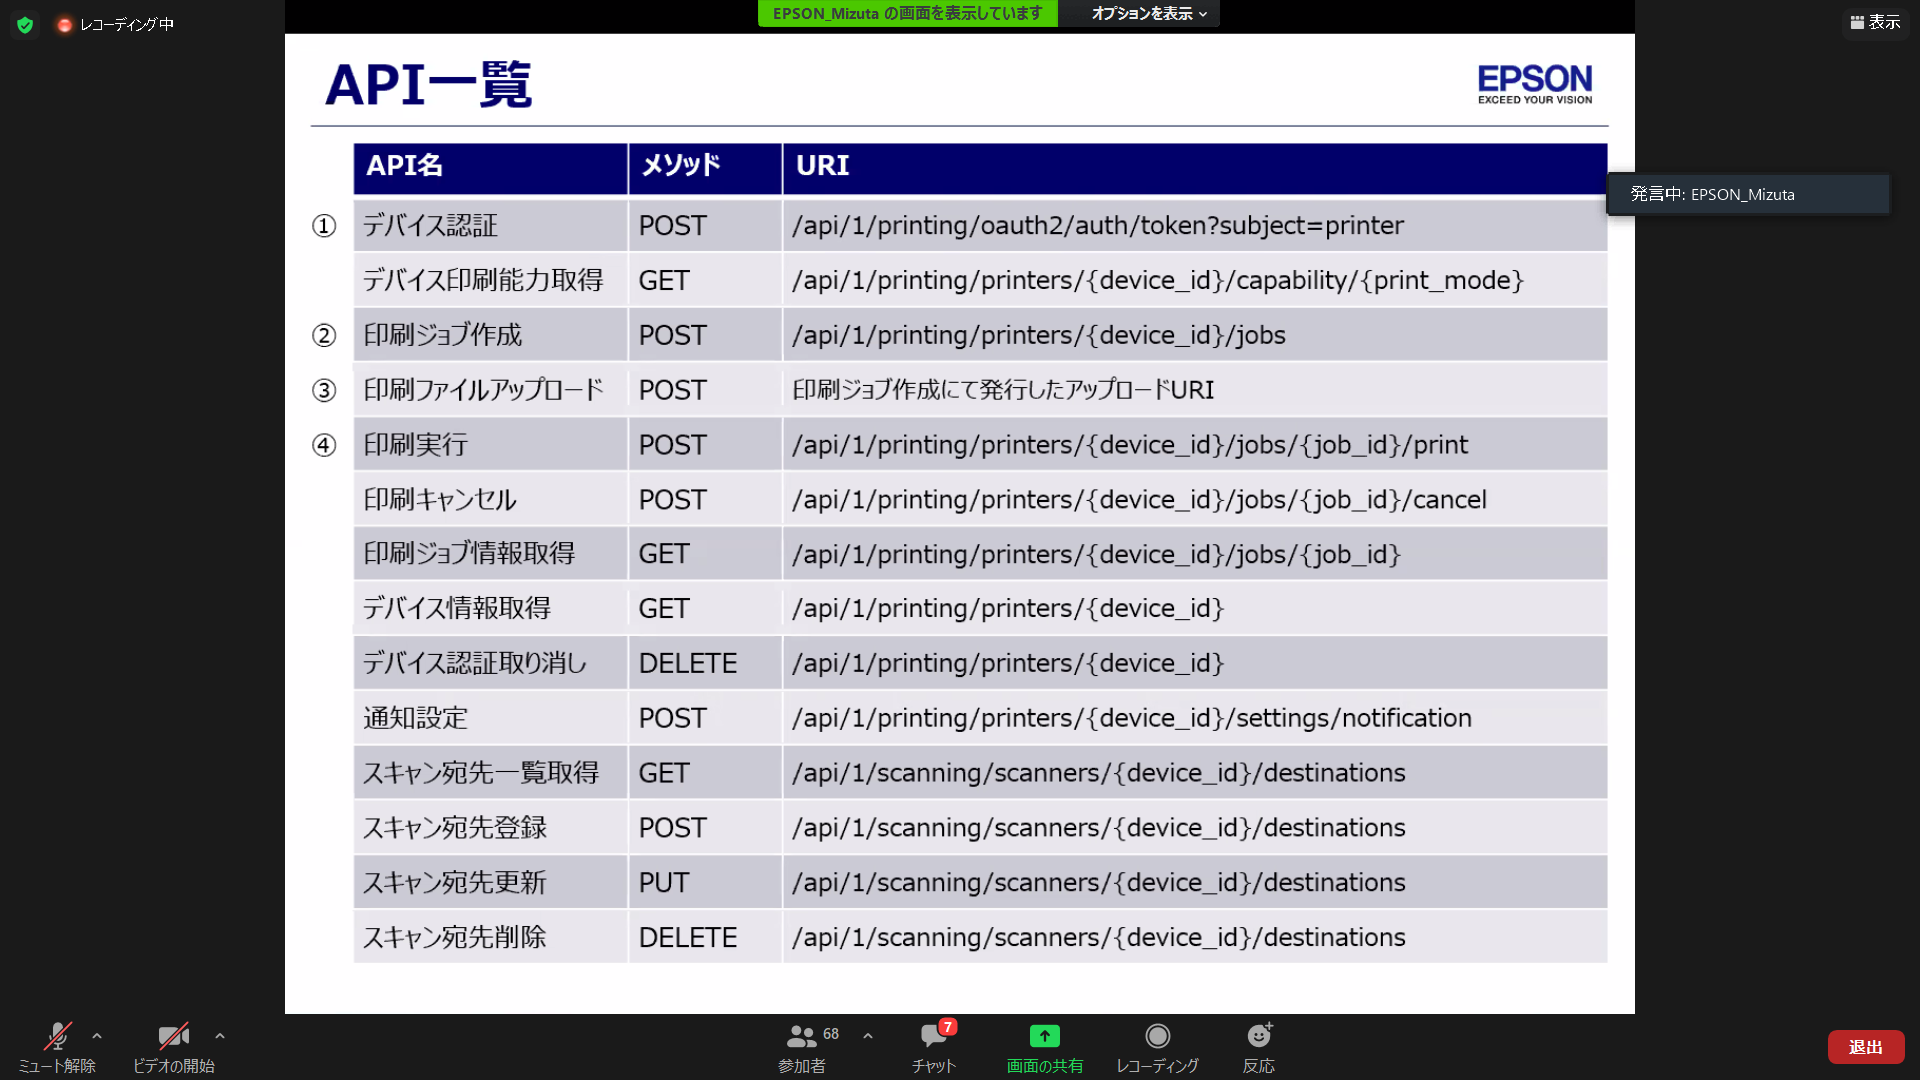 レコーディング中
EPSON_Mizuta の画面を表示しています
オプションを表示
表示
API一覧
EPSON
EXCEED YOUR VISION
API名 メソッド URI
発言中: EPSON_Mizuta
① デバイス認証 POST /api/1/printing/oauth2/auth/token?subject=printer
デバイス印刷能力取得 GET /api/1/printing/printers/{device_id}/capability/{print_mode}
② 印刷ジョブ作成 POST /api/1/printing/printers/{device_id}/jobs
③ 印刷ファイルアップロード POST 印刷ジョブ作成にて発行したアップロードURI
④ 印刷実行 POST /api/1/printing/printers/{device_id}/jobs/{job_id}/print
印刷キャンセル POST /api/1/printing/printers/{device_id}/jobs/{job_id}/cancel
印刷ジョブ情報取得 GET /api/1/printing/printers/{device_id}/jobs/{job_id}
デバイス情報取得 GET /api/1/printing/printers/{device_id}
デバイス認証取り消し DELETE /api/1/printing/printers/{device_id}
通知設定 POST /api/1/printing/printers/{device_id}/settings/notification
スキャン宛先一覧取得 GET /api/1/scanning/scanners/{device_id}/destinations
スキャン宛先登録 POST /api/1/scanning/scanners/{device_id}/destinations
スキャン宛先更新 PUT /api/1/scanning/scanners/{device_id}/destinations
スキャン宛先削除 DELETE /api/1/scanning/scanners/{device_id}/destinations
68
7
ミュート解除 ビデオの開始 参加者 チャット 画面の共有 レコーディング 反応 退出